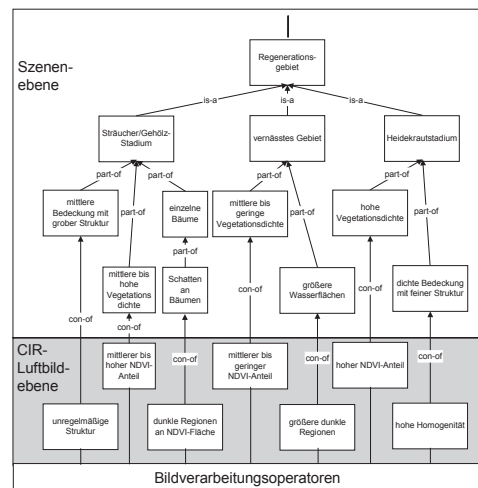 Szenen-
ebene
Regenerations-
gebiet
is-a
is-a
is-a
Sträucher/Gehölz-
Stadium
vernässtes Gebiet
Heidekrautstadium
part-of
part-of
part-of
part-of
part-of
part-of
part-of
mittlere
Bedeckung mit
grober Struktur
einzelne
Bäume
mittlere bis
geringe
Vegetationsdichte
hohe
Vegetationsdichte
part-of
mittlere bis
hohe
Vegetations
dichte
Schatten
an
Bäumen
größere
Wasserflächen
dichte Bedeckung
mit feiner Struktur
con-of
con-of
con-of
con-of
con-of
con-of
con-of
con-of
CIR-
Luftbild-
ebene
mittlerer bis
hoher NDVI-
Anteil
mittlerer bis
geringer
NDVI-Anteil
hoher NDVI-
Anteil
unregelmäßige
Struktur
dunkle Regionen
an NDVI-Fläche
größere dunkle
Regionen
hohe Homogenität
Bildverarbeitungsoperatoren